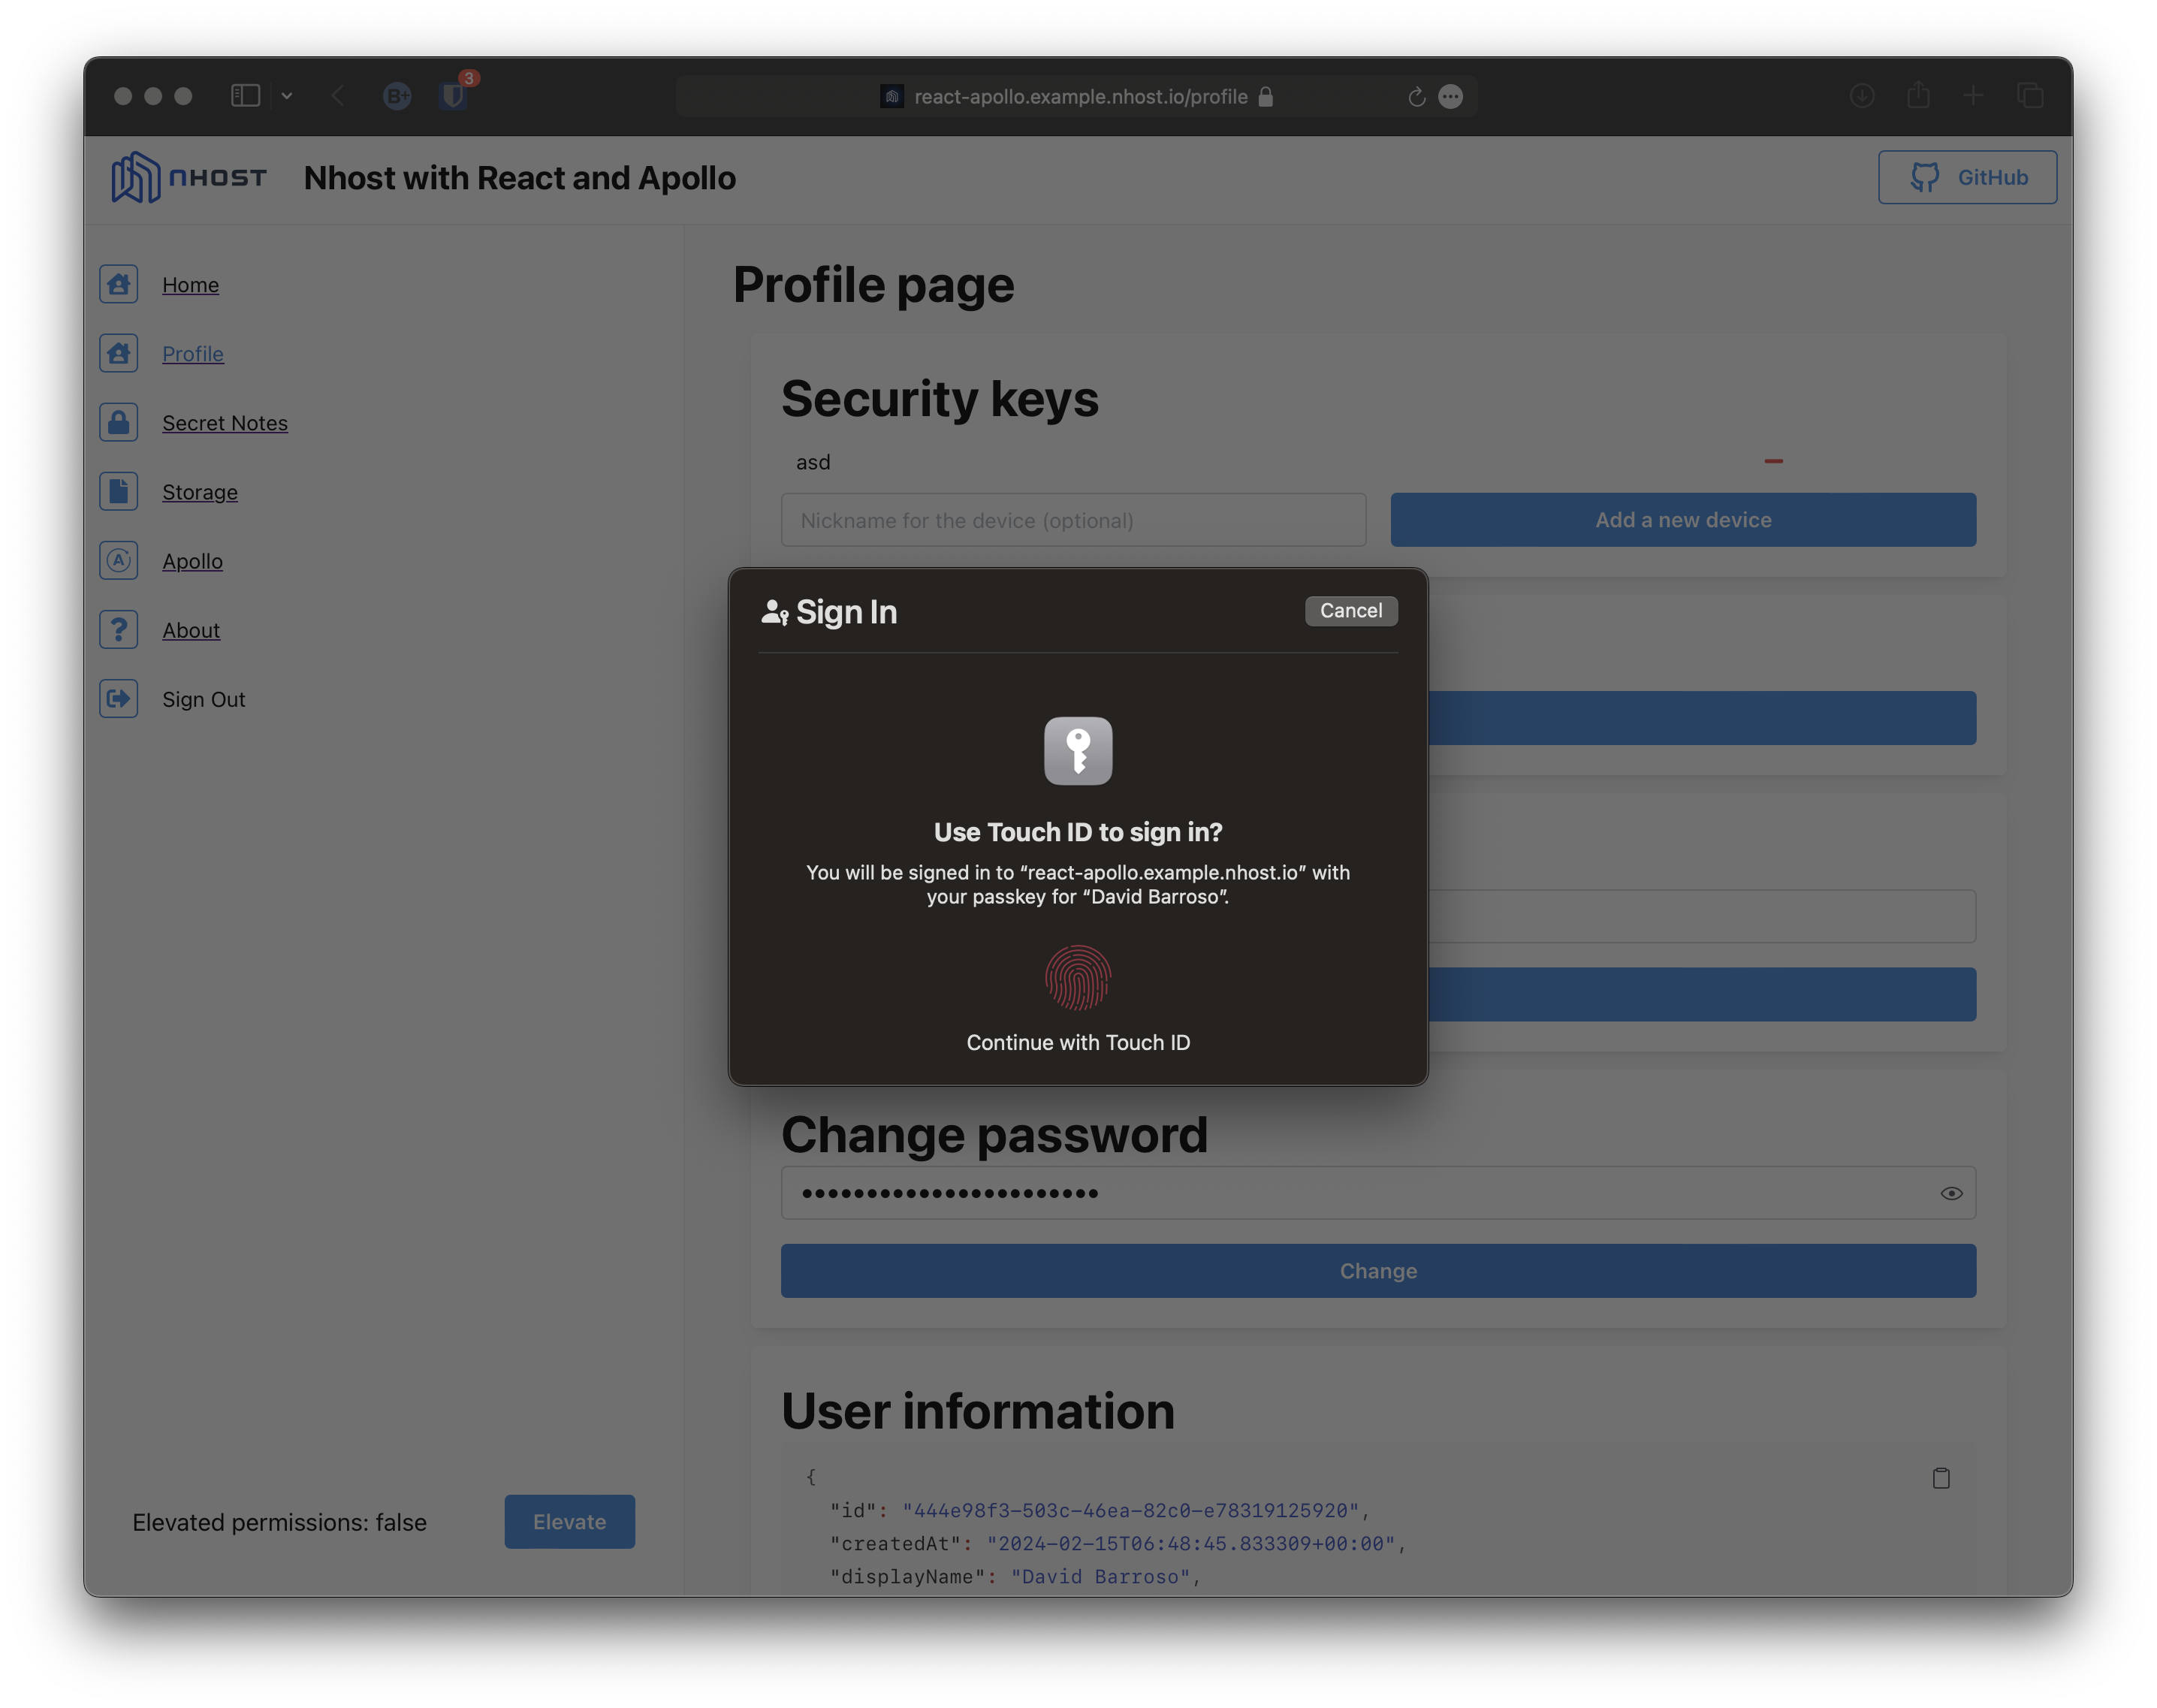 B+
3
react-apollo.example.nhost.io/profile
NHOST
Nhost with React and Apollo
GitHub
Home
Profile
Secret Notes
Storage
A
Apollo
?
About
Sign Out
Elevated permissions: false
Elevate
Profile page
Security keys
asd
Nickname for the device (optional)
Add a new device
Sign In
Cancel
Use Touch ID to sign in?
You will be signed in to “react-apollo.example.nhost.io” with
your passkey for “David Barroso”.
Continue with Touch ID
Change password
•••••••••••••••••••••••
Change
User information
{
"id": "444e98f3-503c-46ea-82c0-e78319125920",
"createdAt": "2024-02-15T06:48:45.833309+00:00",
"displayName": "David Barroso",